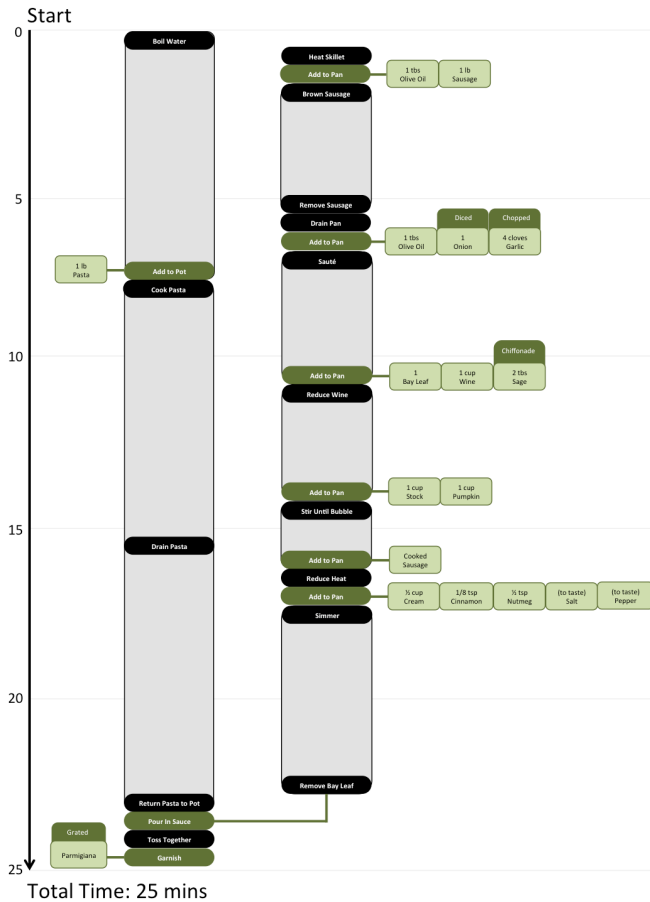 Start
0
Boil Water
Heat Skillet
Add to Pan
1 tbs
Olive Oil
1 lb
Sausage
Brown Sausage
5
Remove Sausage
Drain Pan
Diced
Chopped
Add to Pan
1 tbs
Olive Oil
1
Onion
4 cloves
Garlic
Sauté
1 lb
Pasta
Add to Pot
Cook Pasta
10
Chiffonade
Add to Pan
1
Bay Leaf
1 cup
Wine
2 tbs
Sage
Reduce Wine
Add to Pan
1 cup
Stock
1 cup
Pumpkin
Stir Until Bubble
15
Drain Pasta
Add to Pan
Cooked
Sausage
Reduce Heat
Add to Pan
½ cup
Cream
1/8 tsp
Cinnamon
½ tsp
Nutmeg
(to taste)
Salt
(to taste)
Pepper
Simmer
20
Remove Bay Leaf
Return Pasta to Pot
Pour In Sauce
Grated
Toss Together
Parmigiana
Garnish
25
Total Time: 25 mins